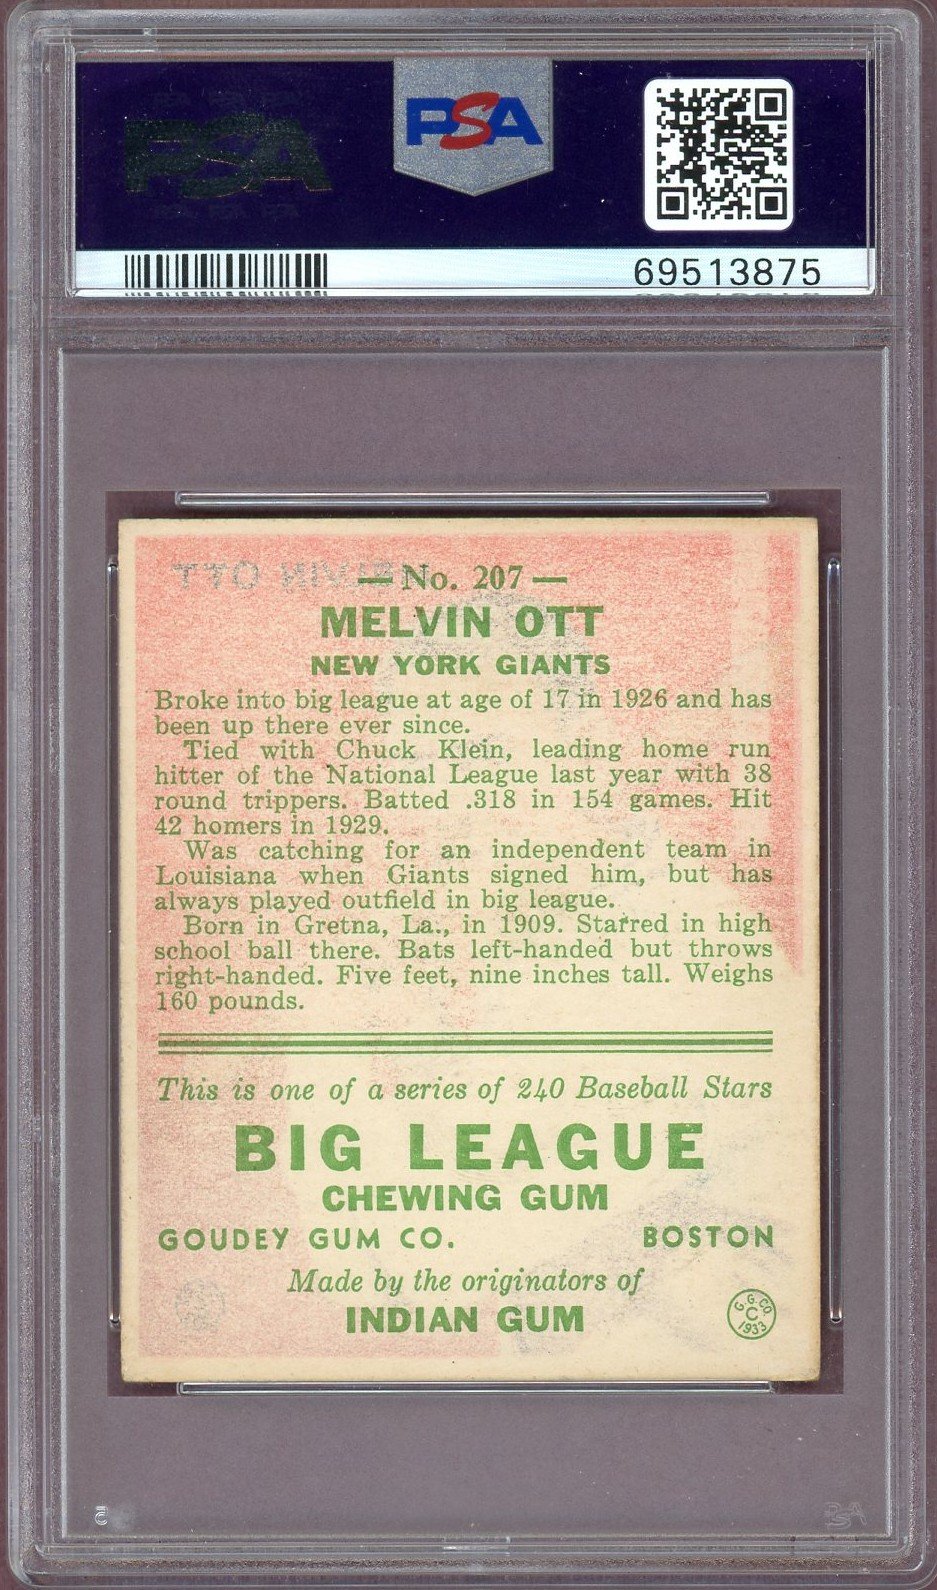 PSA
69513875
— No. 207 —
MELVIN OTT
MELVIN OTT
NEW YORK GIANTS
Broke into big league at age of 17 in 1926 and has
been up there ever since.
Tied with Chuck Klein, leading home run
hitter of the National League last year with 38
round trippers. Batted .318 in 154 games. Hit
42 homers in 1929.
Was catching for an independent team in
Louisiana when Giants signed him, but has
always played outfield in big league.
Born in Gretna, La., in 1909. Starred in high
school ball there. Bats left-handed but throws
right-handed. Five feet, nine inches tall. Weighs
160 pounds.
This is one of a series of 240 Baseball Stars
BIG LEAGUE
CHEWING GUM
GOUDEY GUM CO. BOSTON
Made by the originators of
INDIAN GUM
G. G. CO.
C
1933